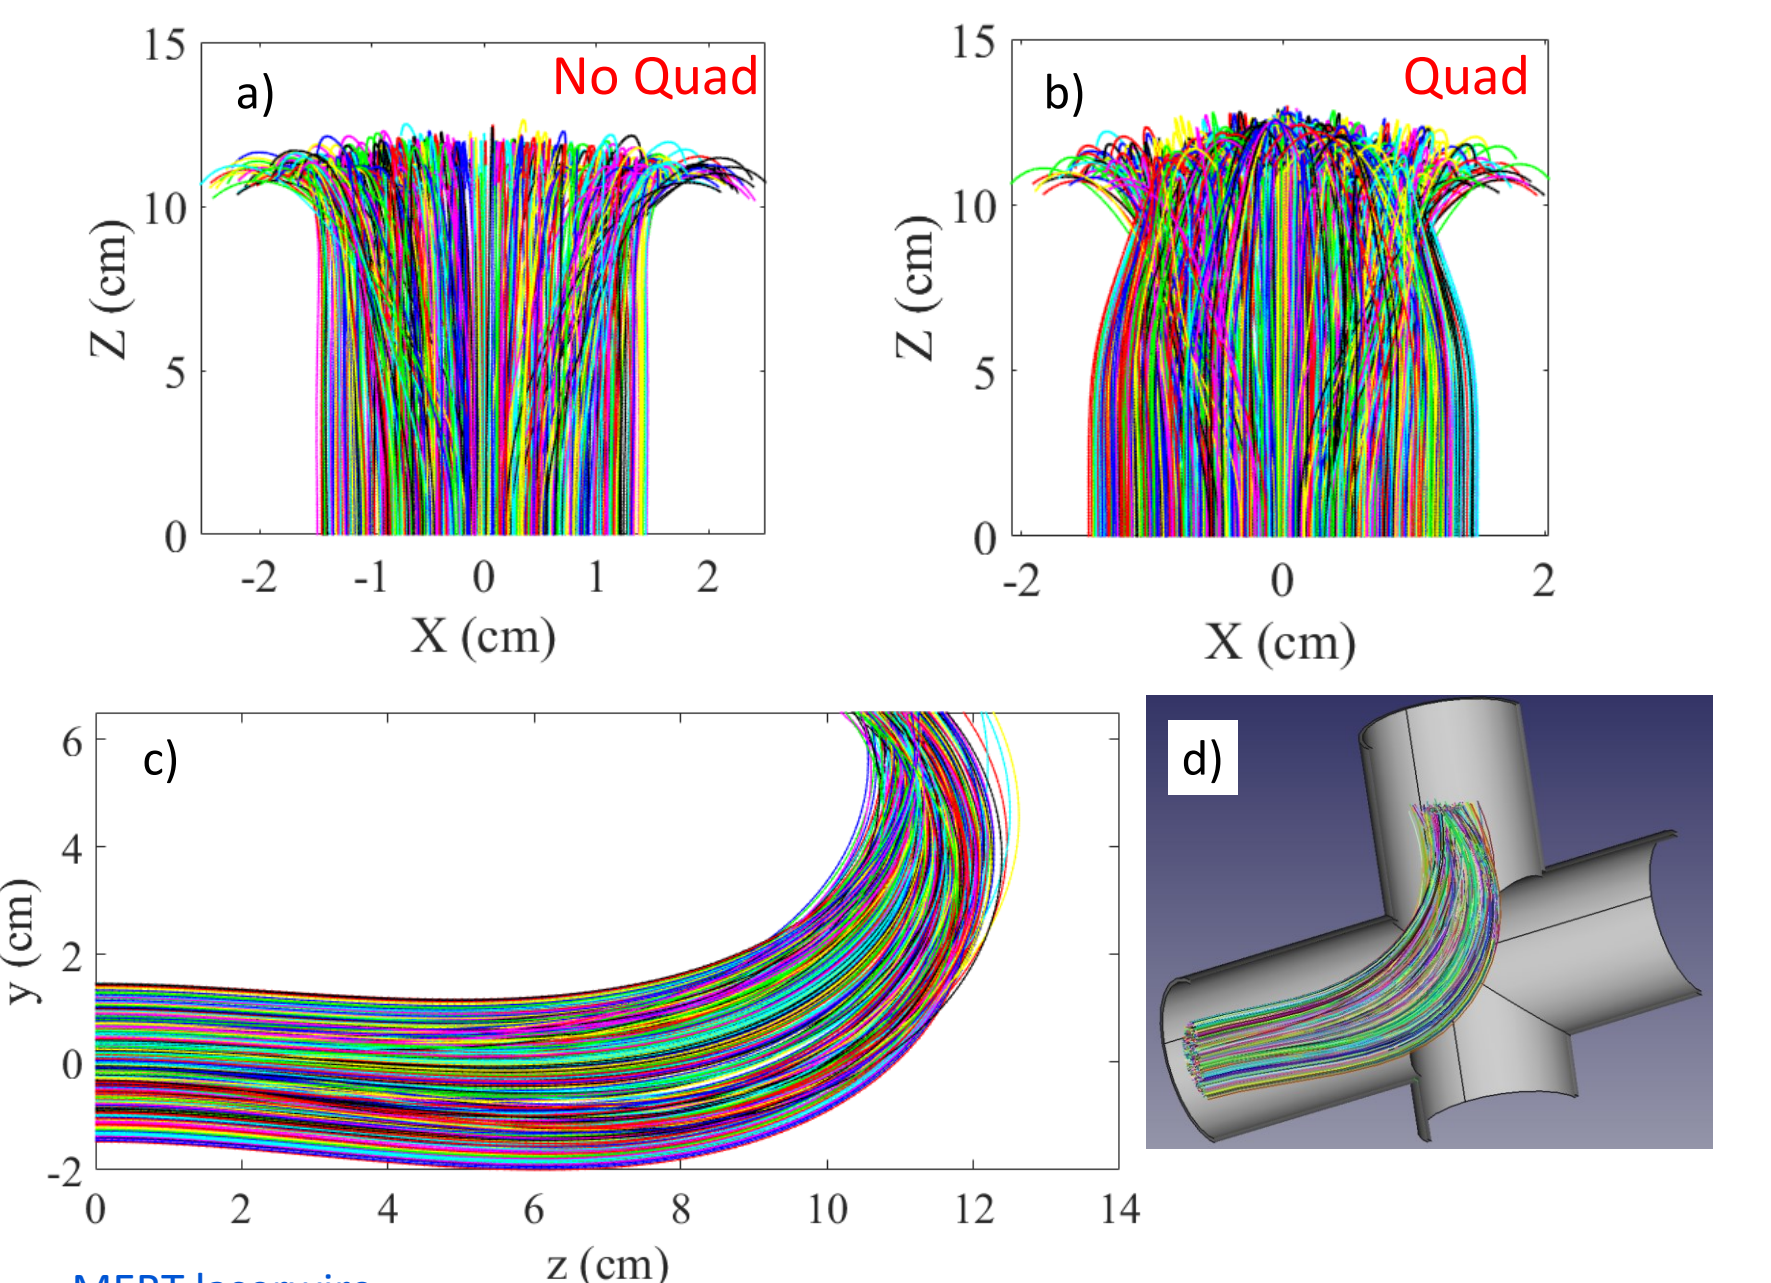 a)
No Quad
15
10
5
0
Z (cm)
-2 -1 0 1 2
X (cm)
b)
Quad
15
10
5
0
Z (cm)
-2 0 2
X (cm)
c)
6
4
2
0
-2
y (cm)
0 2 4 6 8 10 12 14
z (cm)
d)
MEBT laserwire